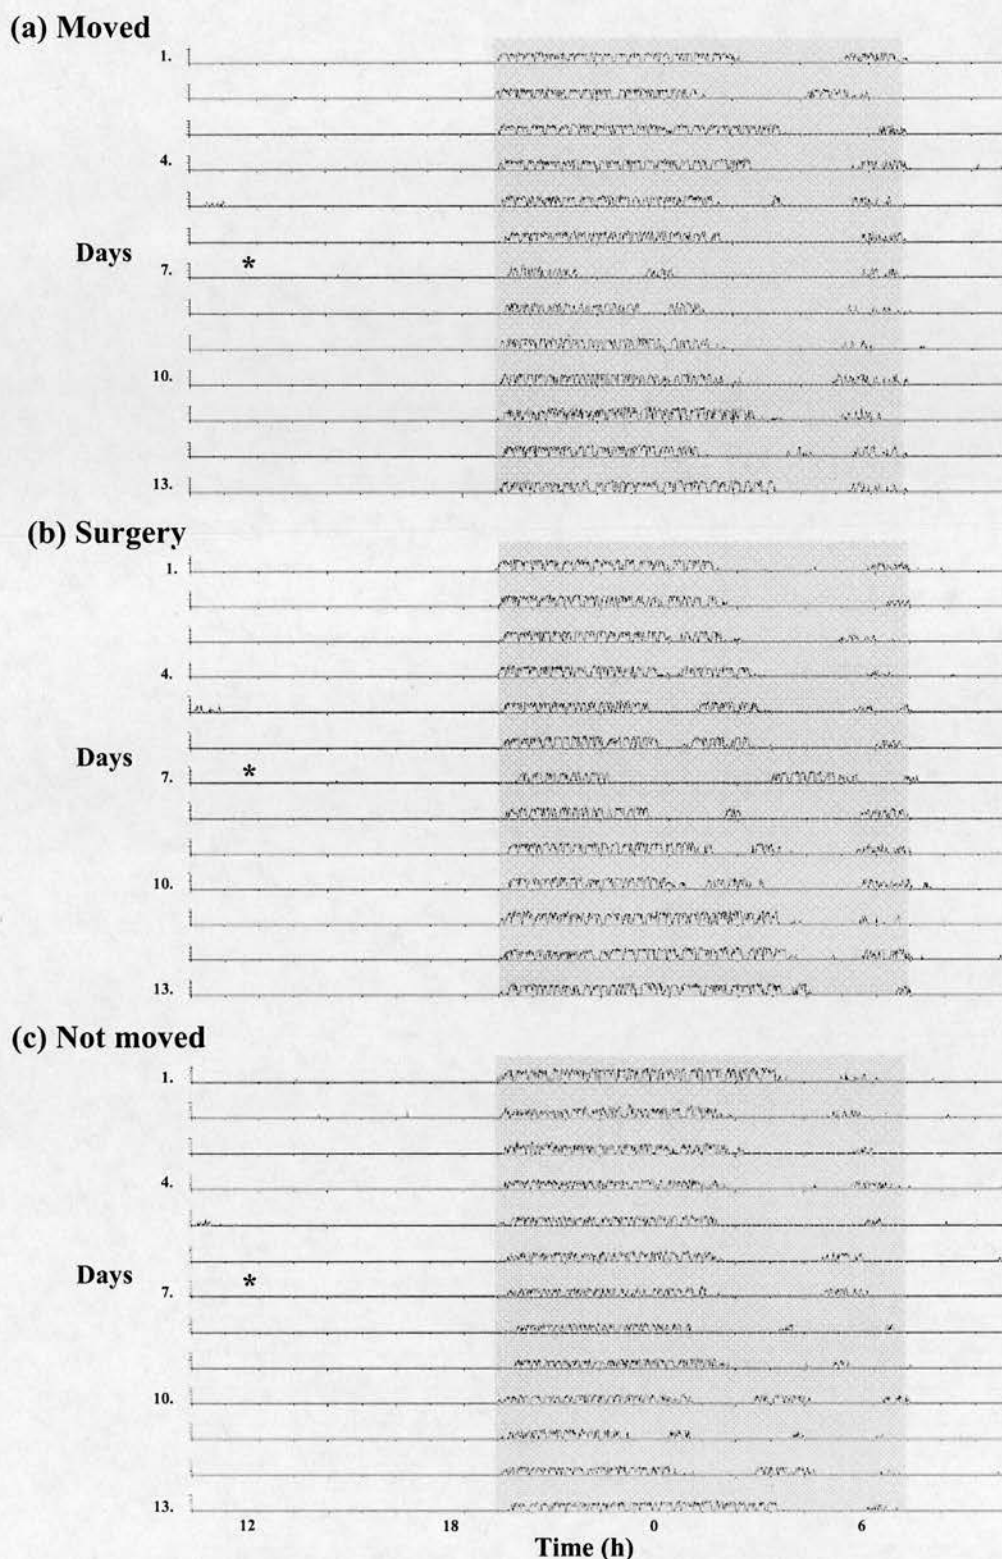 (a) Moved
1.
4.
Days
*
7.
10.
13.
(b) Surgery
1.
4.
Days
*
7.
10.
13.
(c) Not moved
1.
4.
Days
*
7.
10.
13.
12 18 0 6
Time (h)